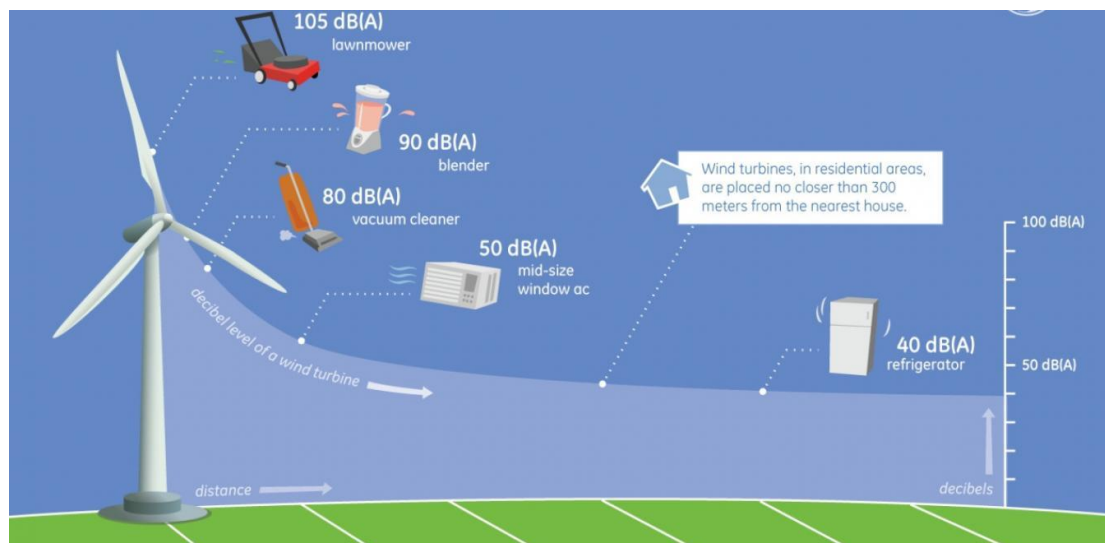 105 dB(A)
lawnmower
90 dB(A)
blender
80 dB(A)
vacuum cleaner
50 dB(A)
mid-size
window ac
Wind turbines, in residential areas,
are placed no closer than 300
meters from the nearest house.
100 dB(A)
40 dB(A)
refrigerator
50 dB(A)
decibel level of a wind turbine
distance
decibels